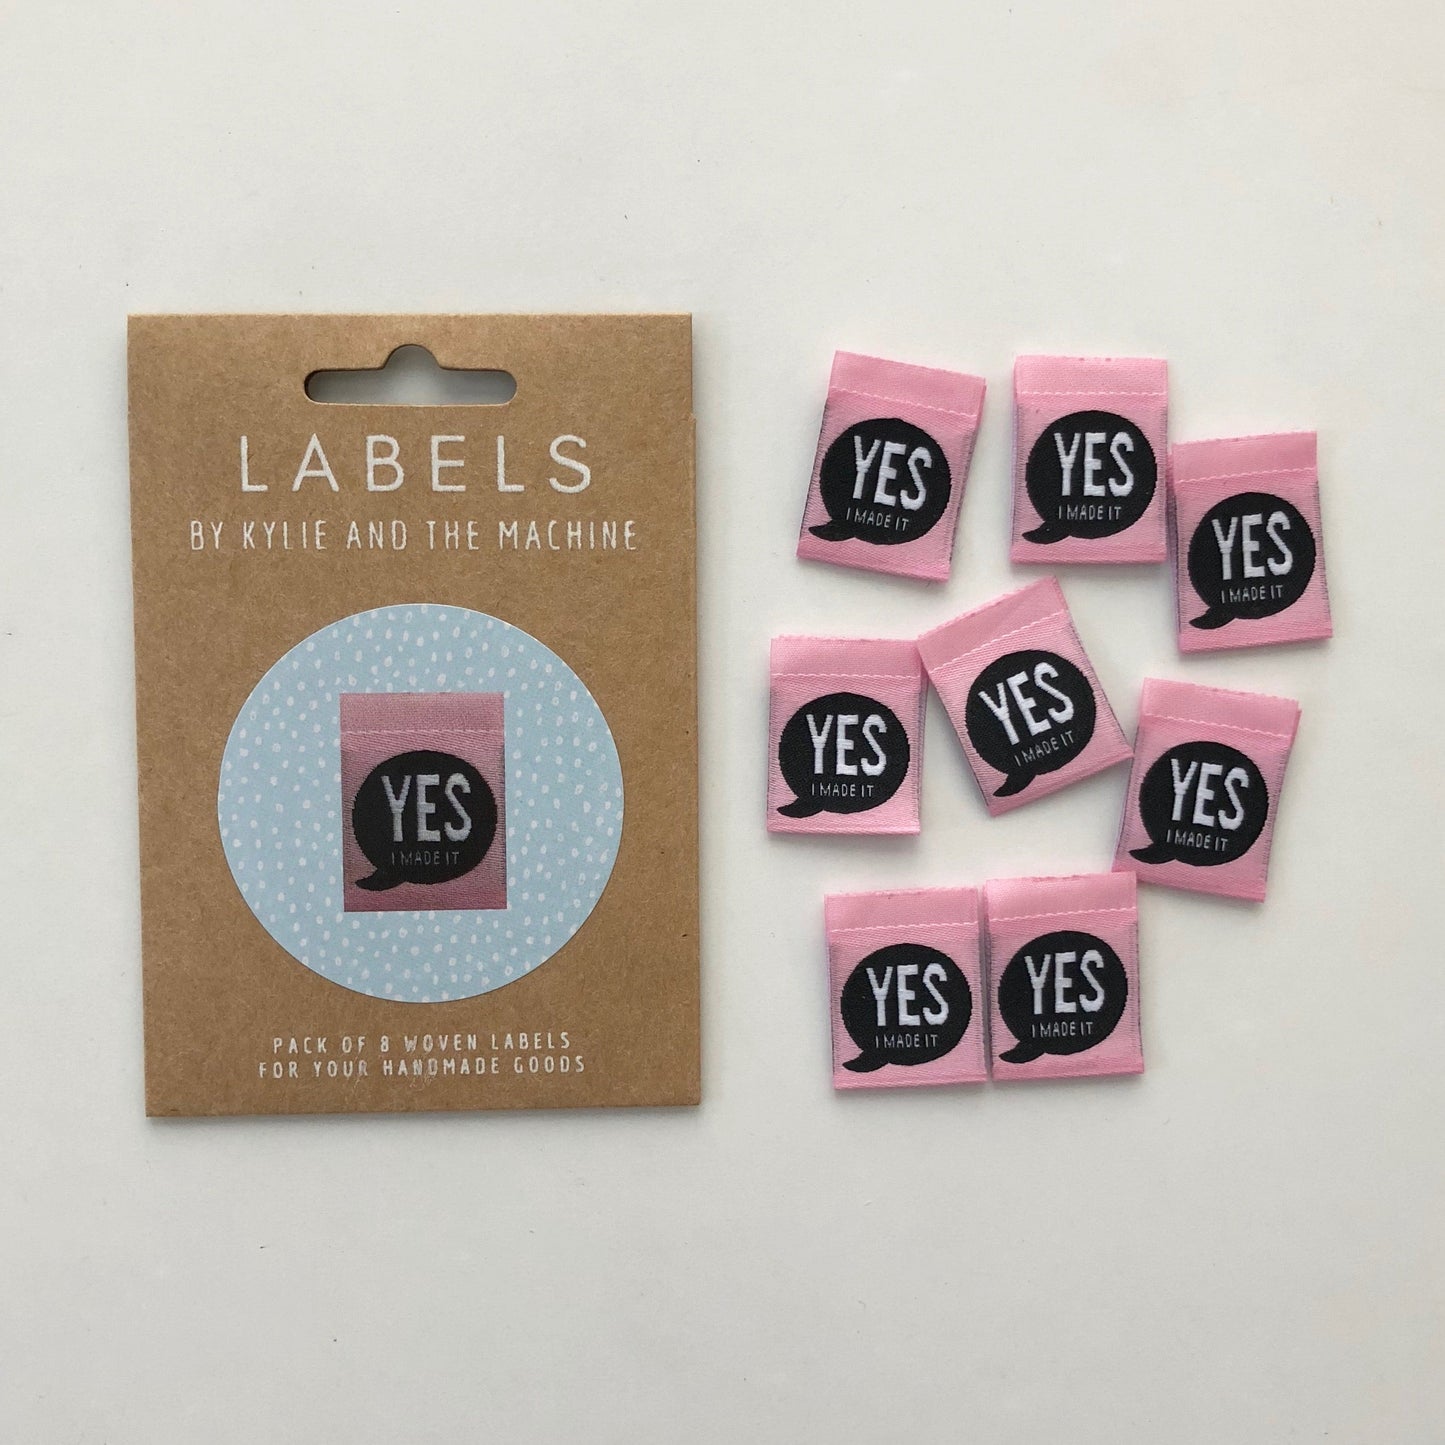 LABELS
BY KYLIE AND THE MACHINE
YES
I MADE IT
PACK OF 8 WOVEN LABELS
FOR YOUR HANDMADE GOODS
YES
I MADE IT
YES
I MADE IT
YES
I MADE IT
YES
I MADE IT
YES
I MADE IT
YES
I MADE IT
YES
I MADE IT
YES
I MADE IT